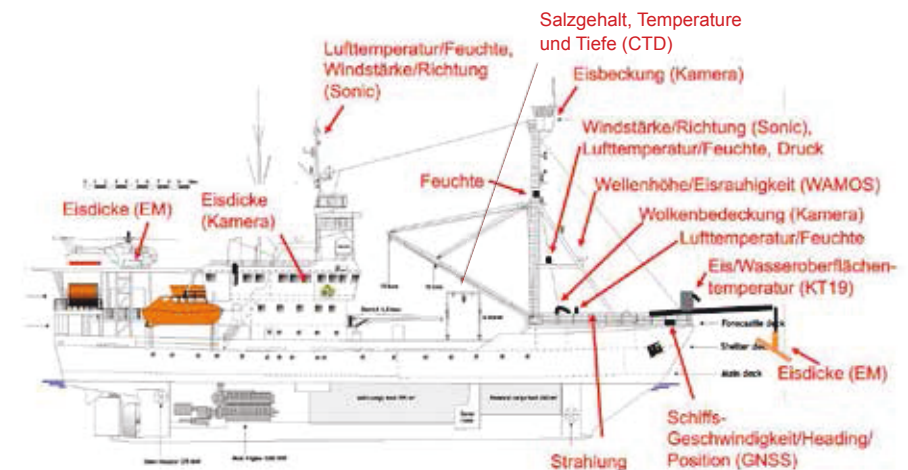 Salzgehalt, Temperature
und Tiefe (CTD)
Lufttemperatur/Feuchte,
Windstärke/Richtung
(Sonic)
Eisbeckung (Kamera)
Windstärke/Richtung (Sonic),
Lufttemperatur/Feuchte, Druck
Feuchte
Wellenhöhe/Eisrauhigkeit (WAMOS)
Eisdicke (EM)
Eisdicke
(Kamera)
Wolkenbedeckung (Kamera)
Lufttemperatur/Feuchte
Eis/Wasseroberflächen-
temperatur (KT19)
Forecastle deck
Shelter deck
Main deck
Eisdicke (EM)
Schiffs-
Geschwindigkeit/Heading/
Position (GNSS)
Strahlung